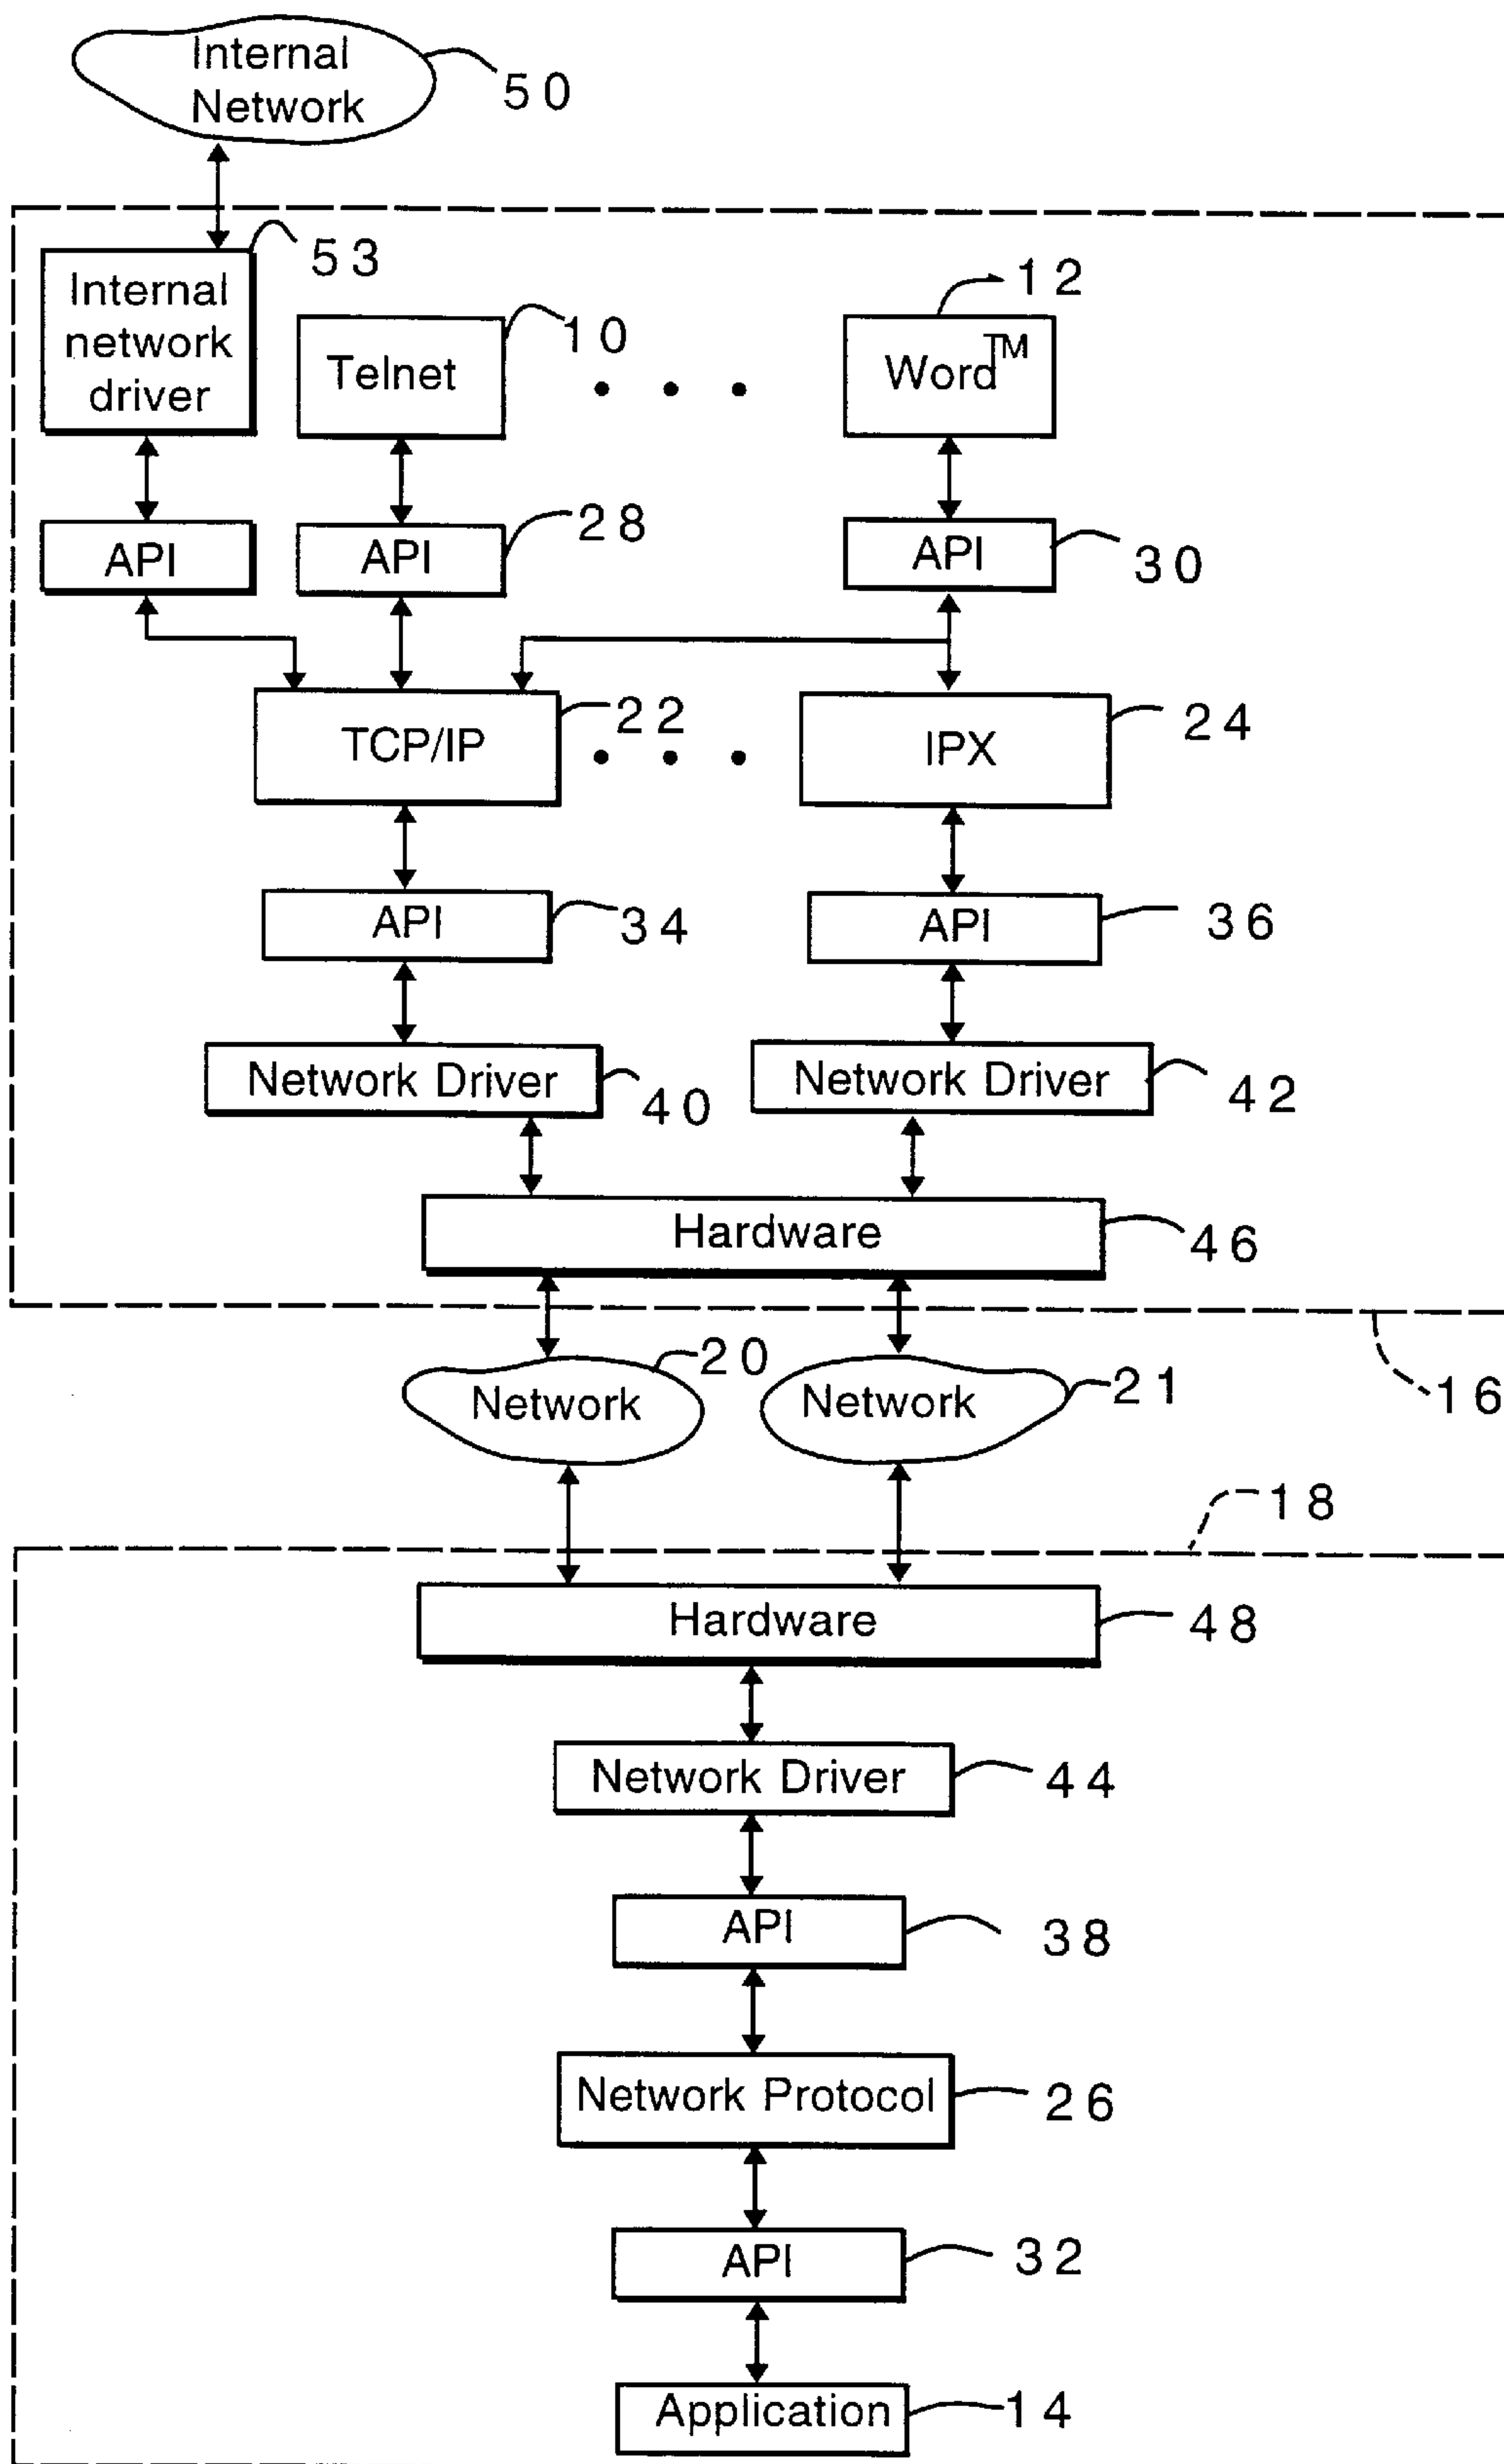 Internal
Network
50
53
Internal
network
driver
10
Telnet
12
Word™
API
28
API
30
API
22
TCP/IP
24
IPX
34
API
36
API
Network Driver
40
Network Driver
42
Hardware
46
20
Network
21
Network
16
18
Hardware
48
Network Driver
44
API
38
Network Protocol
26
API
32
Application
14